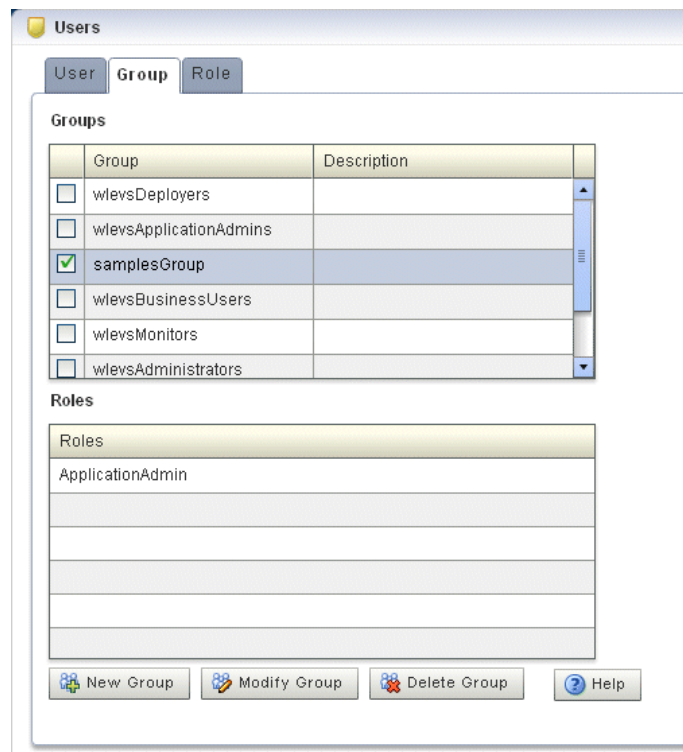 Users
User Group Role
Groups
Group Description
wlevsDeployers
wlevsApplicationAdmins
samplesGroup
wlevsBusinessUsers
wlevsMonitors
wlevsAdministrators
Roles
Roles
ApplicationAdmin
New Group Modify Group Delete Group ? Help